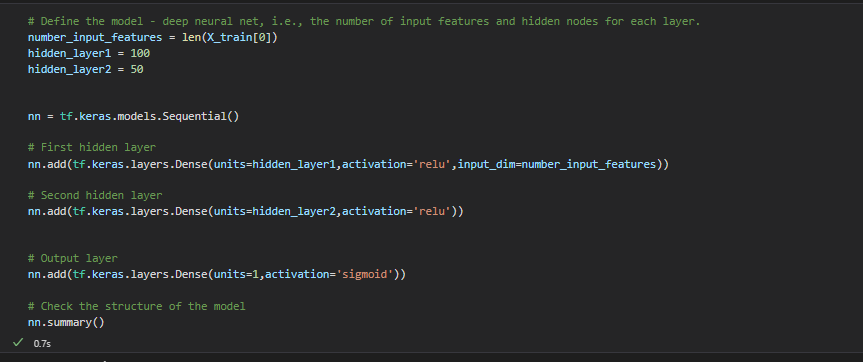 # Define the model - deep neural net, i.e., the number of input features and hidden nodes for each layer.
number_input_features = len(X_train[0])
hidden_layer1 = 100
hidden_layer2 = 50
nn = tf.keras.models.Sequential()
# First hidden layer
nn.add(tf.keras.layers.Dense(units=hidden_layer1,activation='relu',input_dim=number_input_features))
# Second hidden layer
nn.add(tf.keras.layers.Dense(units=hidden_layer2,activation='relu'))
# Output layer
nn.add(tf.keras.layers.Dense(units=1,activation='sigmoid'))
# Check the structure of the model
nn.summary()
0.7s